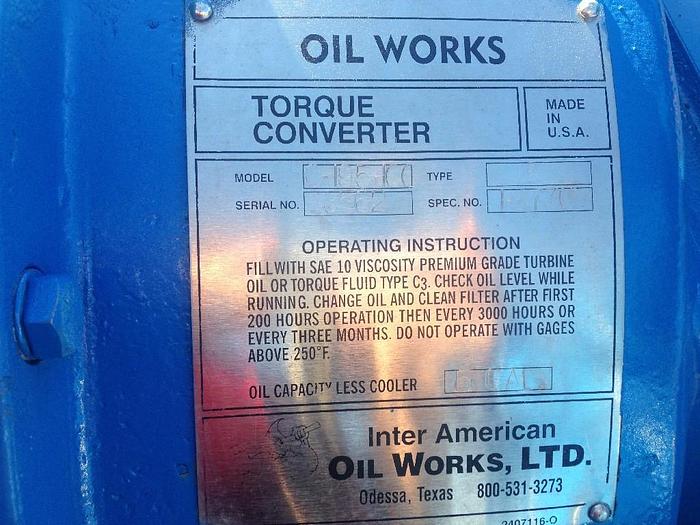 OIL WORKS
TORQUE
CONVERTER
MADE
IN
U.S.A.
MODEL TYPE
SERIAL NO. SPEC. NO.
OPERATING INSTRUCTION
FILL WITH SAE 10 VISCOSITY PREMIUM GRADE TURBINE
OIL OR TORQUE FLUID TYPE C3. CHECK OIL LEVEL WHILE
RUNNING. CHANGE OIL AND CLEAN FILTER AFTER FIRST
200 HOURS OPERATION THEN EVERY 3000 HOURS OR
EVERY THREE MONTHS. DO NOT OPERATE WITH GAGES
ABOVE 250°F.
OIL CAPACITY LESS COOLER
Inter American
OIL WORKS, LTD.
Odessa, Texas 800-531-3273
2407116-O